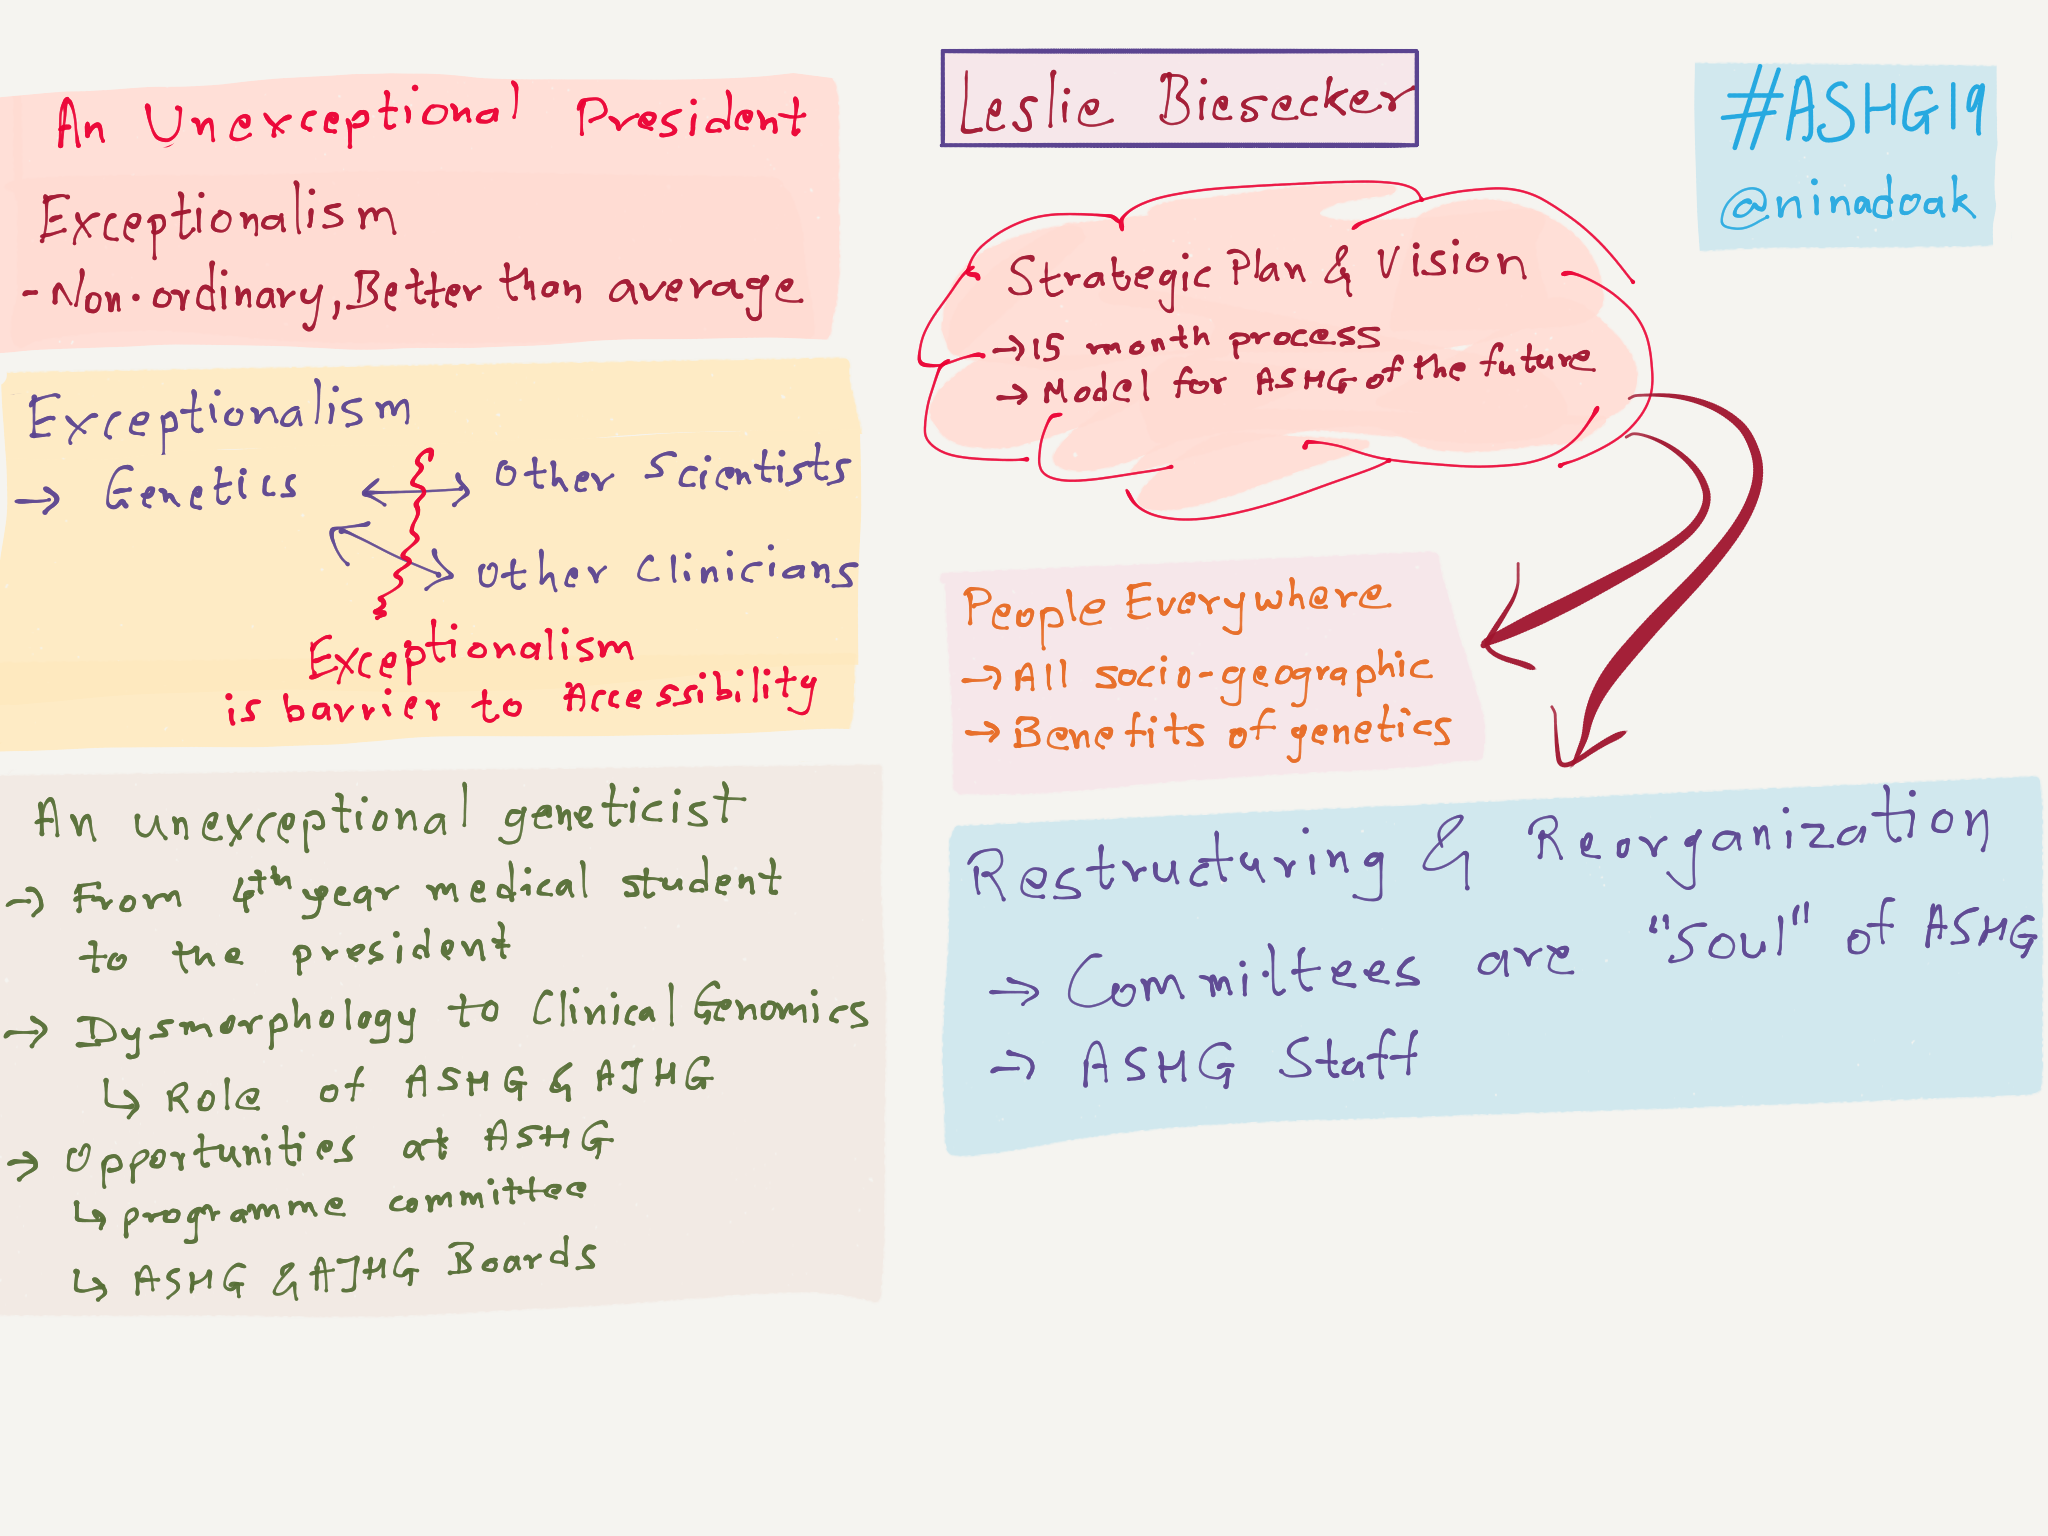 An Unexceptional President
Exceptionalism
- Non-ordinary, Better than average
Exceptionalism
→ Genetics ↔ Other Scientists
Other Clinicians
Exceptionalism
is barrier to Accessibility
An unexceptional geneticist
→ From 4th year medical student
to the president
→ Dysmorphology to Clinical Genomics
↳ Role of ASHG & AJHG
→ Opportunities at ASHG
↳ programme committee
↳ ASHG & AJHG Boards
Leslie Biesecker
Strategic Plan & Vision
→ 15 month process
→ Model for ASHG of the future
People Everywhere
→ All socio-geographic
→ Benefits of genetics
Restructuring & Reorganization
→ Committees are "Soul" of ASHG
→ ASHG Staff
#ASHG19
@ninadoak